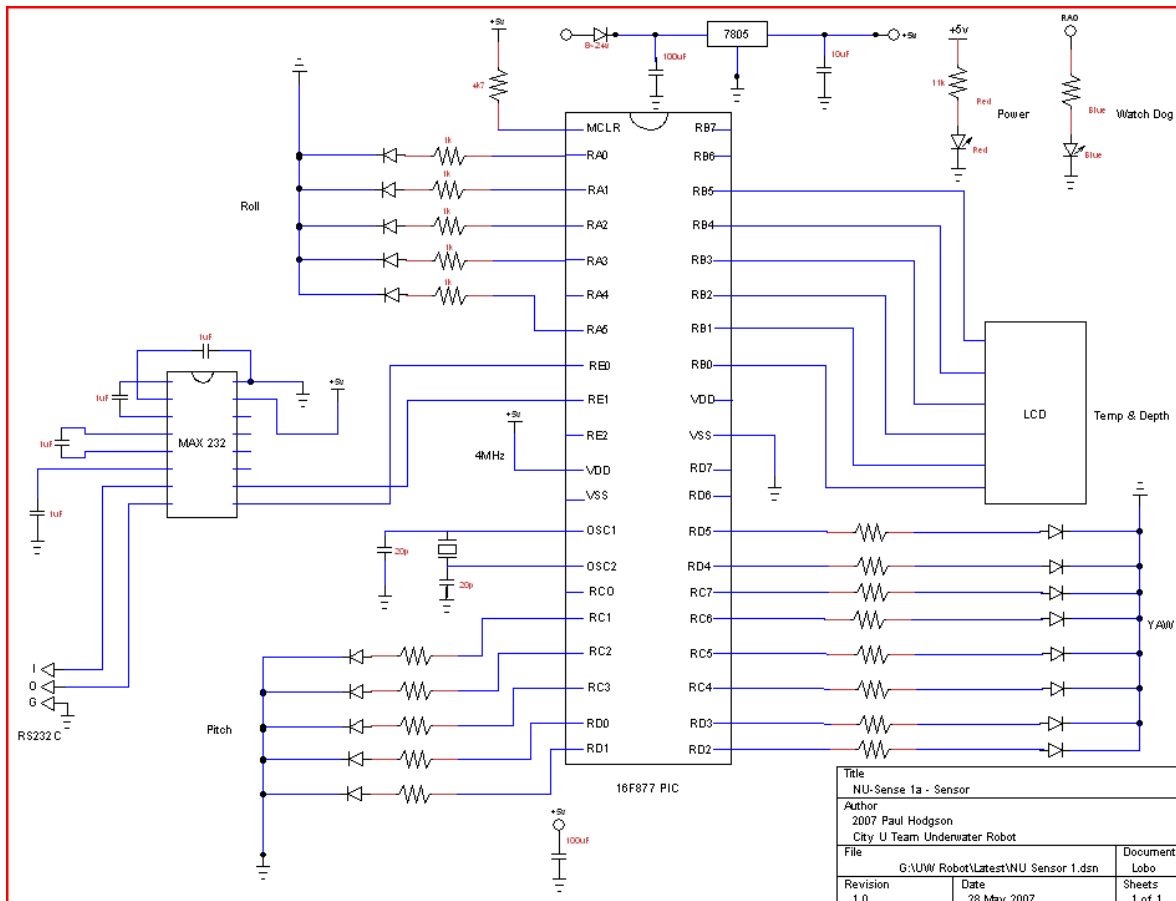 +5v
4k7
8~24v
100uF
7805
10uF
+5v
+5v
11k
Red
Red
Power
RA0
Blue
Blue
Watch Dog
Roll
1k
1k
1k
1k
1k
MCLR
RA0
RA1
RA2
RA3
RA4
RA5
RE0
RE1
RE2
VDD
VSS
OSC1
OSC2
RC0
RC1
RC2
RC3
RD0
RD1
RB7
RB6
RB5
RB4
RB3
RB2
RB1
RB0
VDD
VSS
RD7
RD6
RD5
RD4
RC7
RC6
RC5
RC4
RD3
RD2
16F877 PIC
LCD
Temp & Depth
YAW
1uF
1uF
1uF
1uF
MAX 232
+5v
+5v
4MHz
20p
20p
I
O
G
RS232 C
Pitch
+5v
100uF
Title
NU-Sense 1a - Sensor
Author
2007 Paul Hodgson
City U Team Underwater Robot
File
G:\UW Robot\Latest\NU Sensor 1.dsn
Document
Lobo
Revision
1.0
Date
28 May 2007
Sheets
1 of 1